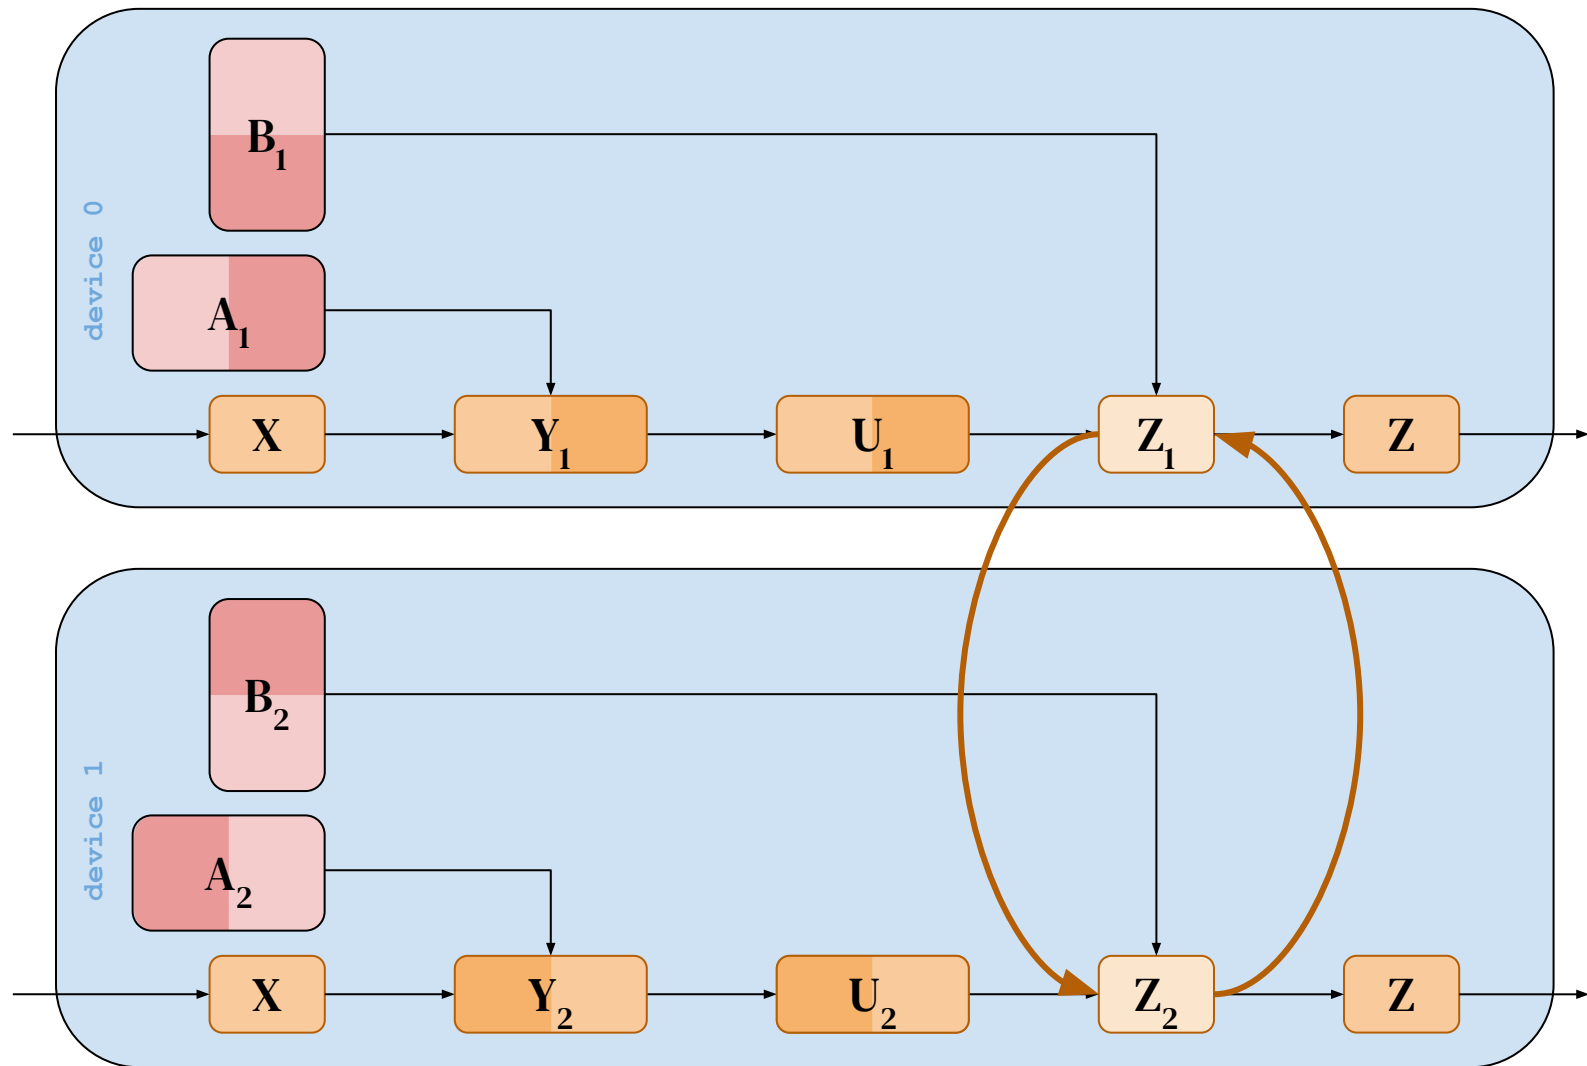 device 0
B₁
A₁
X Y₁ U₁ Z₁ Z
device 1
B₂
A₂
X Y₂ U₂ Z₂ Z